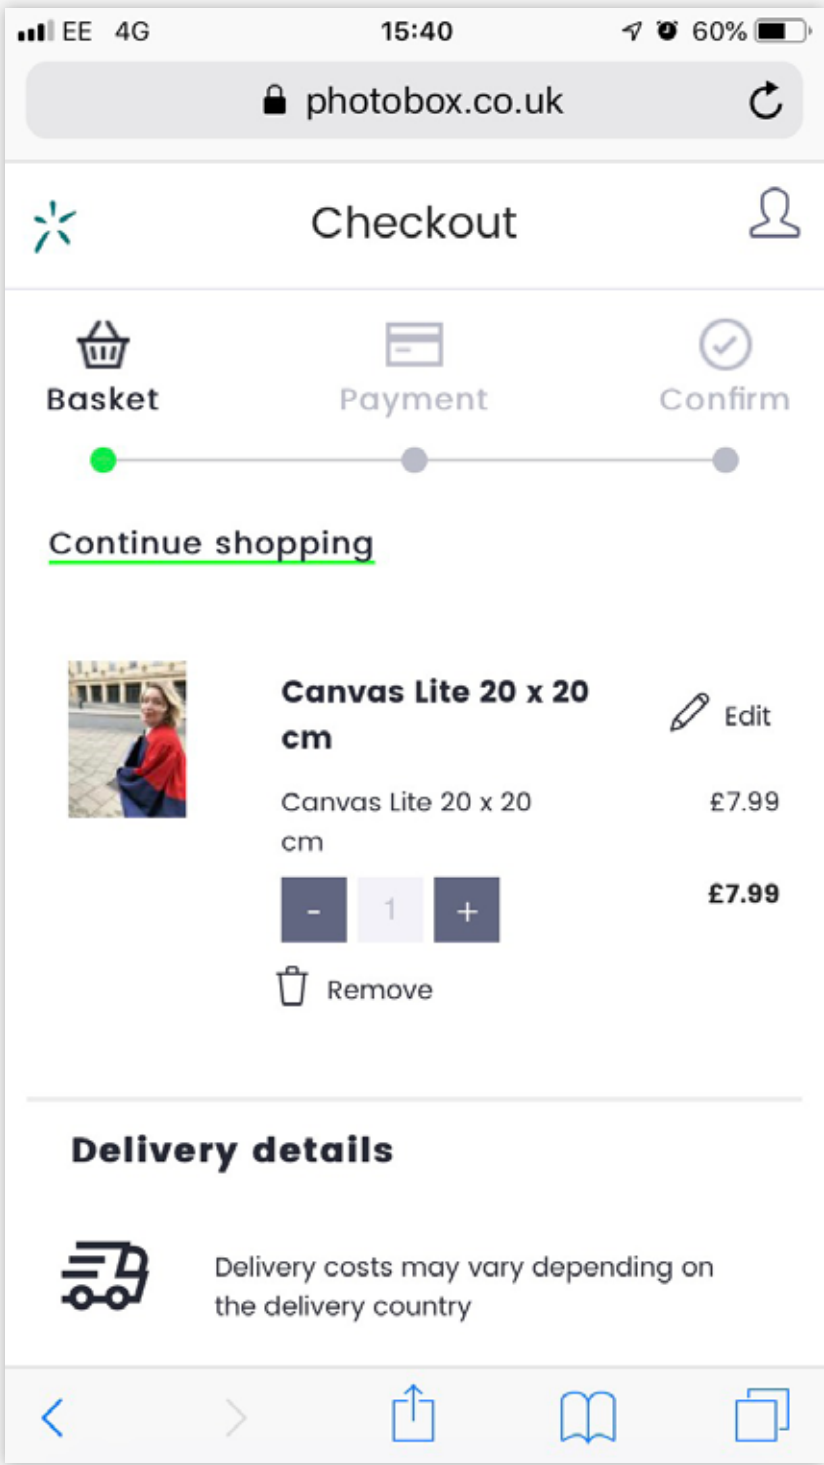 EE 4G 15:40 60%
photobox.co.uk
Checkout
Basket Payment Confirm
Continue shopping
Canvas Lite 20 x 20
cm
Edit
Canvas Lite 20 x 20
cm
£7.99
- 1 +
£7.99
Remove
Delivery details
Delivery costs may vary depending on
the delivery country